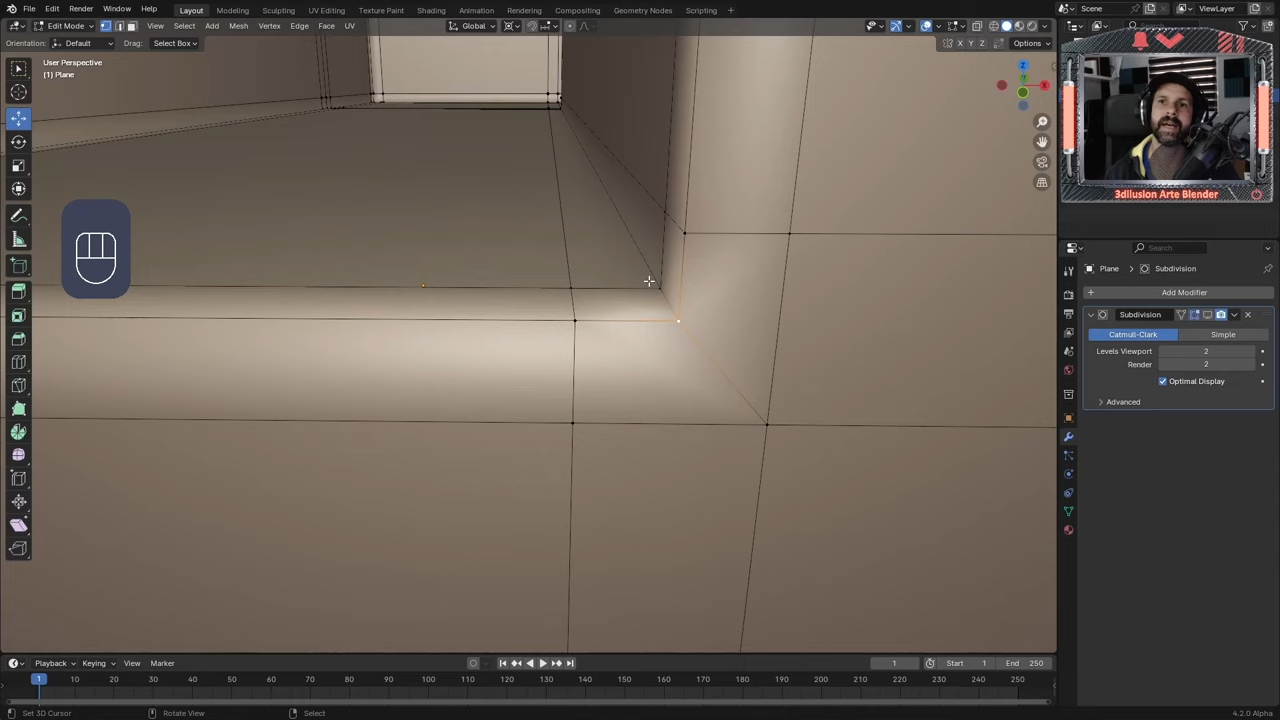 File Edit Render Window Help
Layout Modeling Sculpting UV Editing Texture Paint Shading Animation Rendering Compositing Geometry Nodes Scripting +
Scene ViewLayer
Edit Mode View Select Add Mesh Vertex Edge Face UV
Global
Search
Orientation: Default Drag: Select Box
X Y Z Options
User Perspective
(1) Plane
Z
Y
X
3dIlusion Arte Blender
Search
Plane Subdivision
Add Modifier
Subdivision
Catmull-Clark Simple
Levels Viewport 2
Render 2
Optimal Display
Advanced
Playback Keying View Marker
1 Start 1 End 250
1 10 20 30 40 50 60 70 80 90 100 110 120 130 140 150 160 170 180 190 200 210 220 230 240 250
Set 3D Cursor Rotate View Select
4.2.0 Alpha